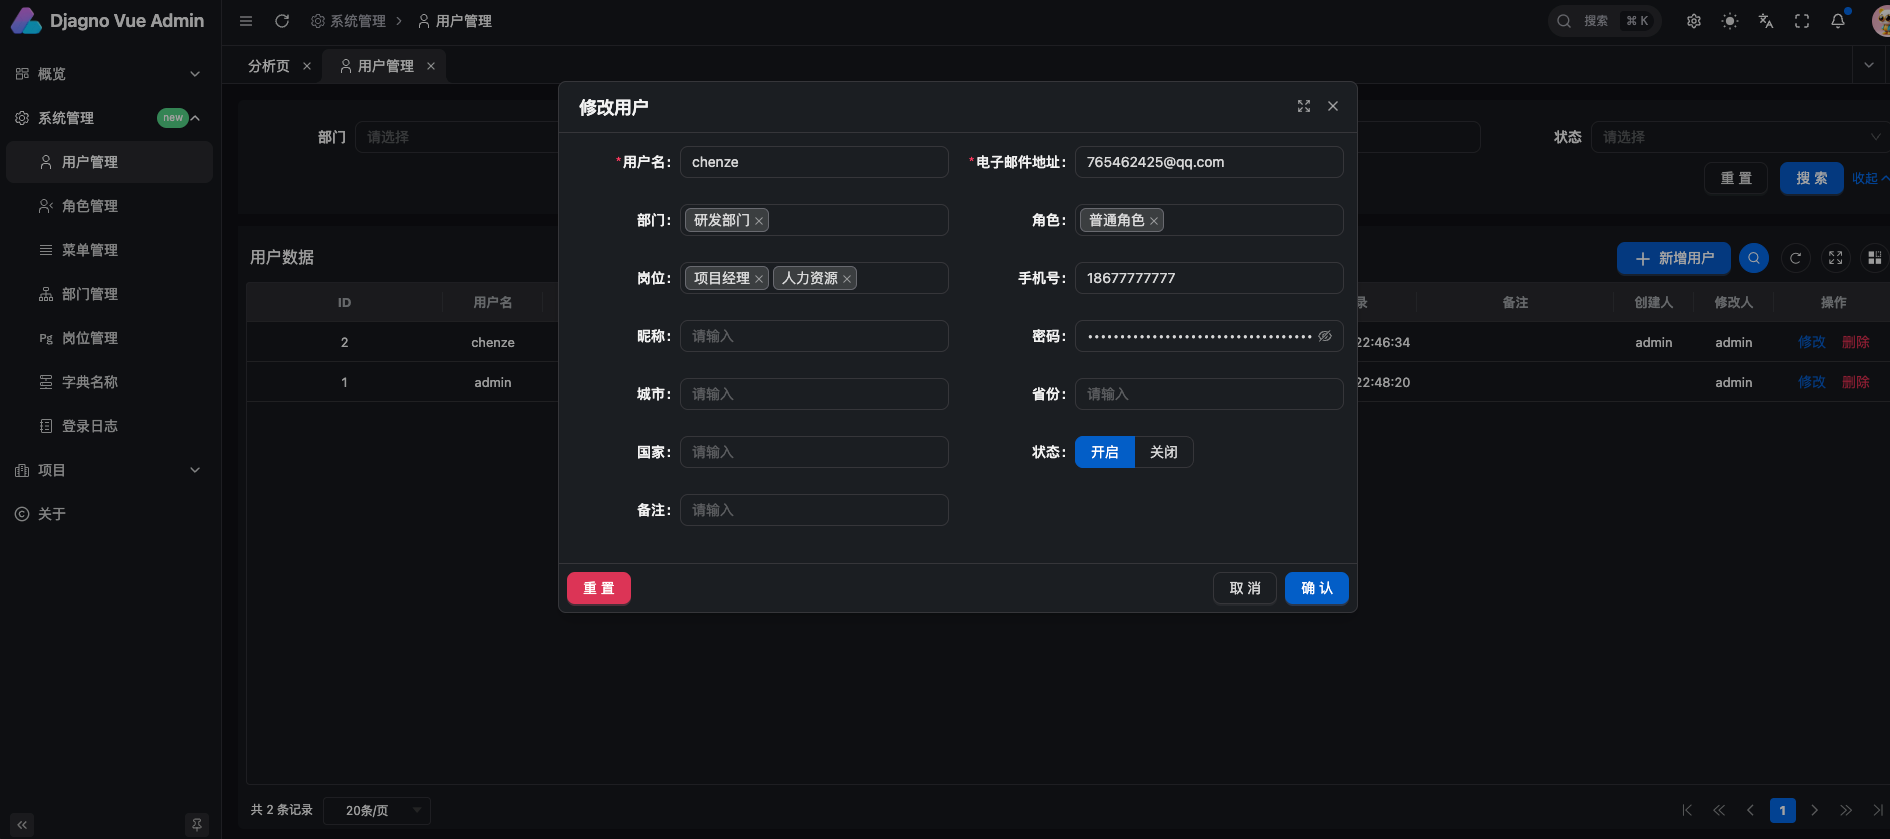 Djagno Vue Admin
系统管理
用户管理
搜索
⌘ K
概览
系统管理
new
用户管理
角色管理
菜单管理
部门管理
Pg 岗位管理
字典名称
登录日志
项目
关于
分析页
用户管理
部门
请选择
状态
请选择
重 置
搜 索
收起
用户数据
新增用户
ID
用户名
录
备注
创建人
修改人
操作
2
chenze
22:46:34
admin
admin
修改
删除
1
admin
22:48:20
admin
修改
删除
共 2 条记录
20条/页
1
修改用户
*用户名:
chenze
*电子邮件地址:
765462425@qq.com
部门:
研发部门
角色:
普通角色
岗位:
项目经理
人力资源
手机号:
18677777777
昵称:
请输入
密码:
城市:
请输入
省份:
请输入
国家:
请输入
状态:
开启
关闭
备注:
请输入
重 置
取 消
确 认